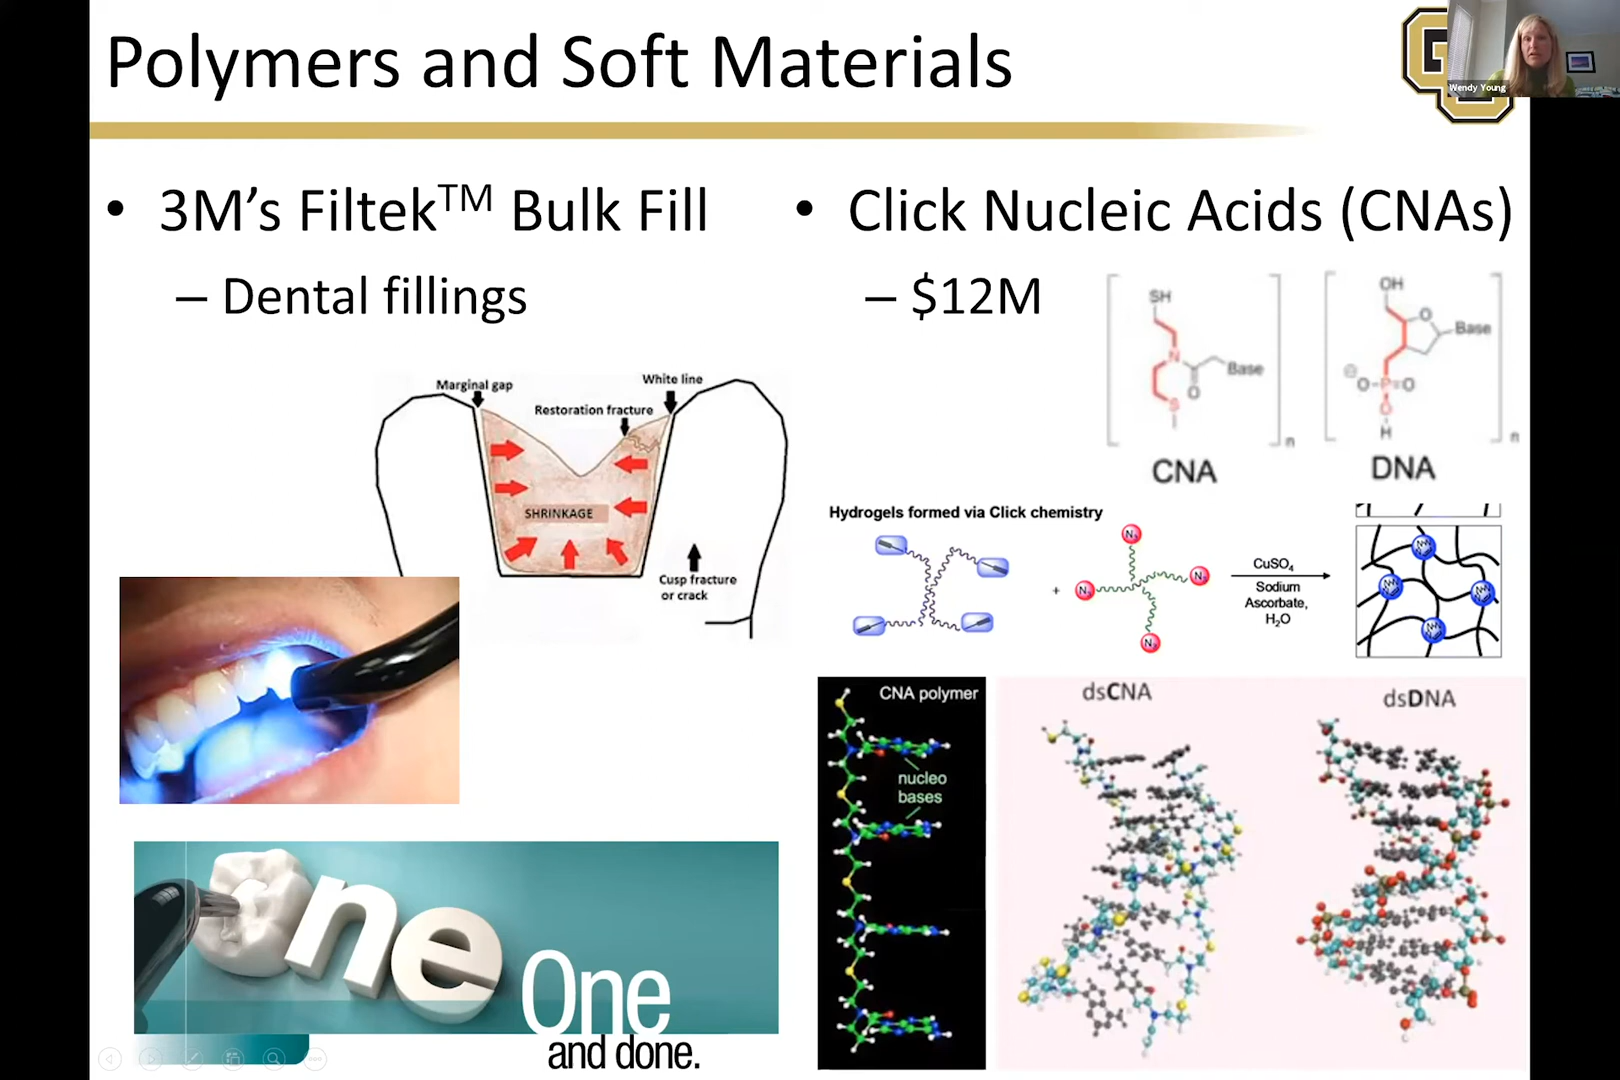 Polymers and Soft Materials
Wendy Young
• 3M’s Filtek™ Bulk Fill
– Dental fillings
Marginal gap
White line
Restoration fracture
SHRINKAGE
Cusp fracture
or crack
ne
One
and done.
• Click Nucleic Acids (CNAs)
– $12M
SH
N
O
Base
S
n
CNA
OH
O
Base
⊖
O P O
O
H
n
DNA
Hydrogels formed via Click chemistry
+
N₃
N₃
N₃
N₃
CuSO₄
Sodium
Ascorbate,
H₂O
CNA polymer
nucleo
bases
dsCNA
dsDNA